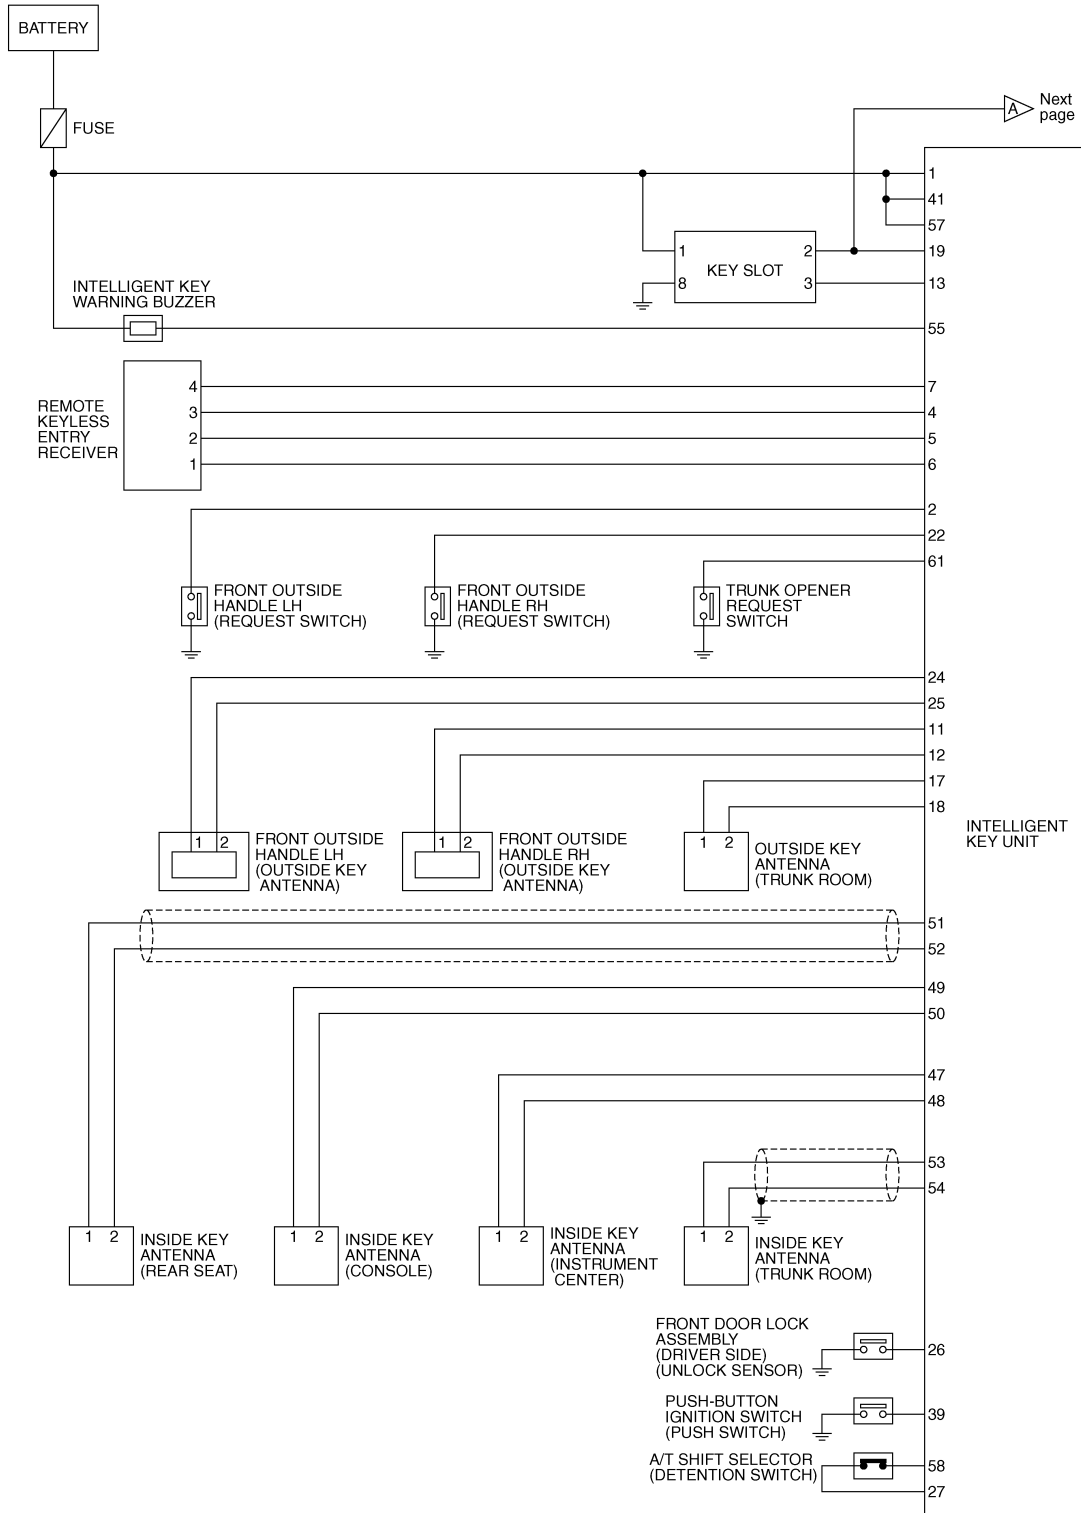 BATTERY
FUSE
A
Next
page
1
41
57
19
13
1
2
KEY SLOT
8
3
INTELLIGENT KEY
WARNING BUZZER
55
REMOTE
KEYLESS
ENTRY
RECEIVER
4
3
2
1
7
4
5
6
2
22
61
FRONT OUTSIDE
HANDLE LH
(REQUEST SWITCH)
FRONT OUTSIDE
HANDLE RH
(REQUEST SWITCH)
TRUNK OPENER
REQUEST
SWITCH
24
25
11
12
17
18
INTELLIGENT
KEY UNIT
1 2
FRONT OUTSIDE
HANDLE LH
(OUTSIDE KEY
ANTENNA)
1 2
FRONT OUTSIDE
HANDLE RH
(OUTSIDE KEY
ANTENNA)
1 2
OUTSIDE KEY
ANTENNA
(TRUNK ROOM)
51
52
49
50
47
48
53
54
1 2
INSIDE KEY
ANTENNA
(REAR SEAT)
1 2
INSIDE KEY
ANTENNA
(CONSOLE)
1 2
INSIDE KEY
ANTENNA
(INSTRUMENT
CENTER)
1 2
INSIDE KEY
ANTENNA
(TRUNK ROOM)
FRONT DOOR LOCK
ASSEMBLY
(DRIVER SIDE)
(UNLOCK SENSOR)
26
PUSH-BUTTON
IGNITION SWITCH
(PUSH SWITCH)
39
A/T SHIFT SELECTOR
(DETENTION SWITCH)
58
27